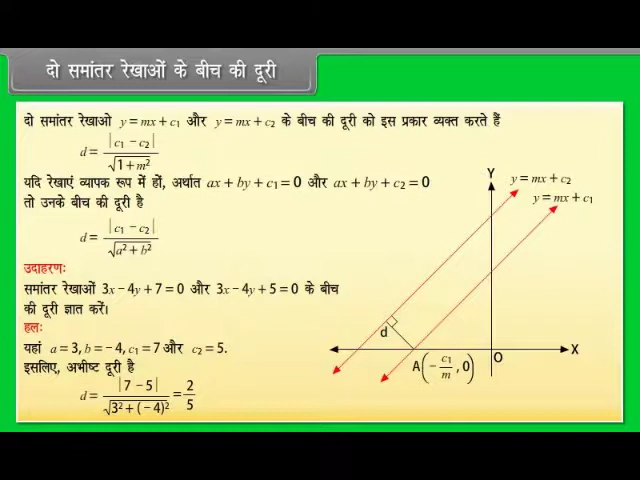 दो समांतर रेखाओं के बीच की दूरी
दो समांतर रेखाओ y = mx + c₁ और y = mx + c₂ के बीच की दूरी को इस प्रकार व्यक्त करते हैं
d = |c₁ − c₂| / √(1 + m²)
यदि रेखाएं व्यापक रूप में हों, अर्थात ax + by + c₁ = 0 और ax + by + c₂ = 0
तो उनके बीच की दूरी है
d = |c₁ − c₂| / √(a² + b²)
उदाहरणः
समांतर रेखाओं 3x − 4y + 7 = 0 और 3x − 4y + 5 = 0 के बीच
की दूरी ज्ञात करें।
हलः
यहां a = 3, b = − 4, c₁ = 7 और c₂ = 5.
इसलिए, अभीष्ट दूरी है
d = |7 − 5| / √(3² + (−4)²) = 2/5
Y
y = mx + c₂
y = mx + c₁
d
X
O
A(−c₁/m, 0)